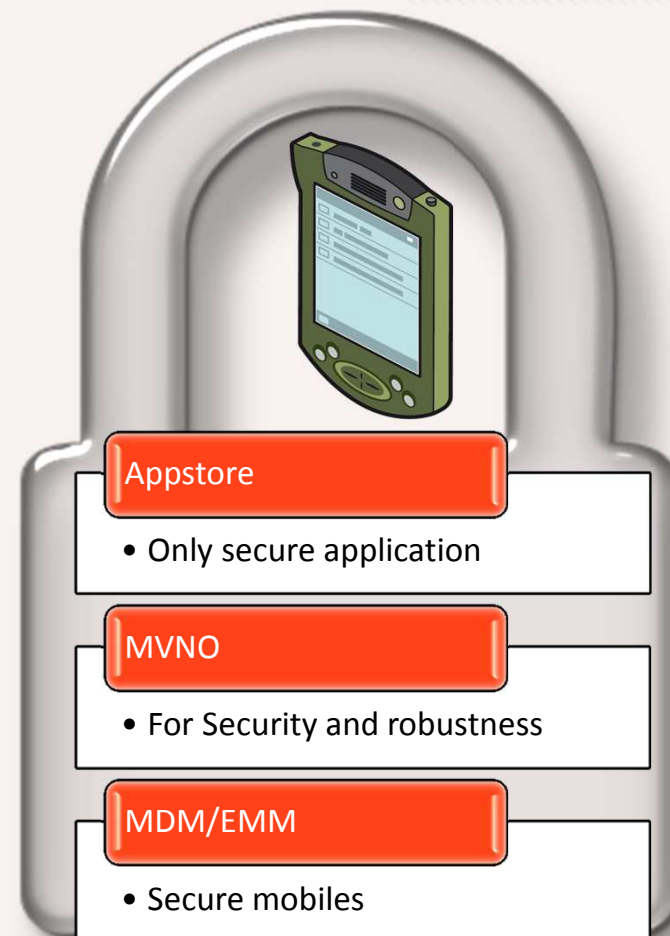 Appstore
• Only secure application
MVNO
• For Security and robustness
MDM/EMM
• Secure mobiles